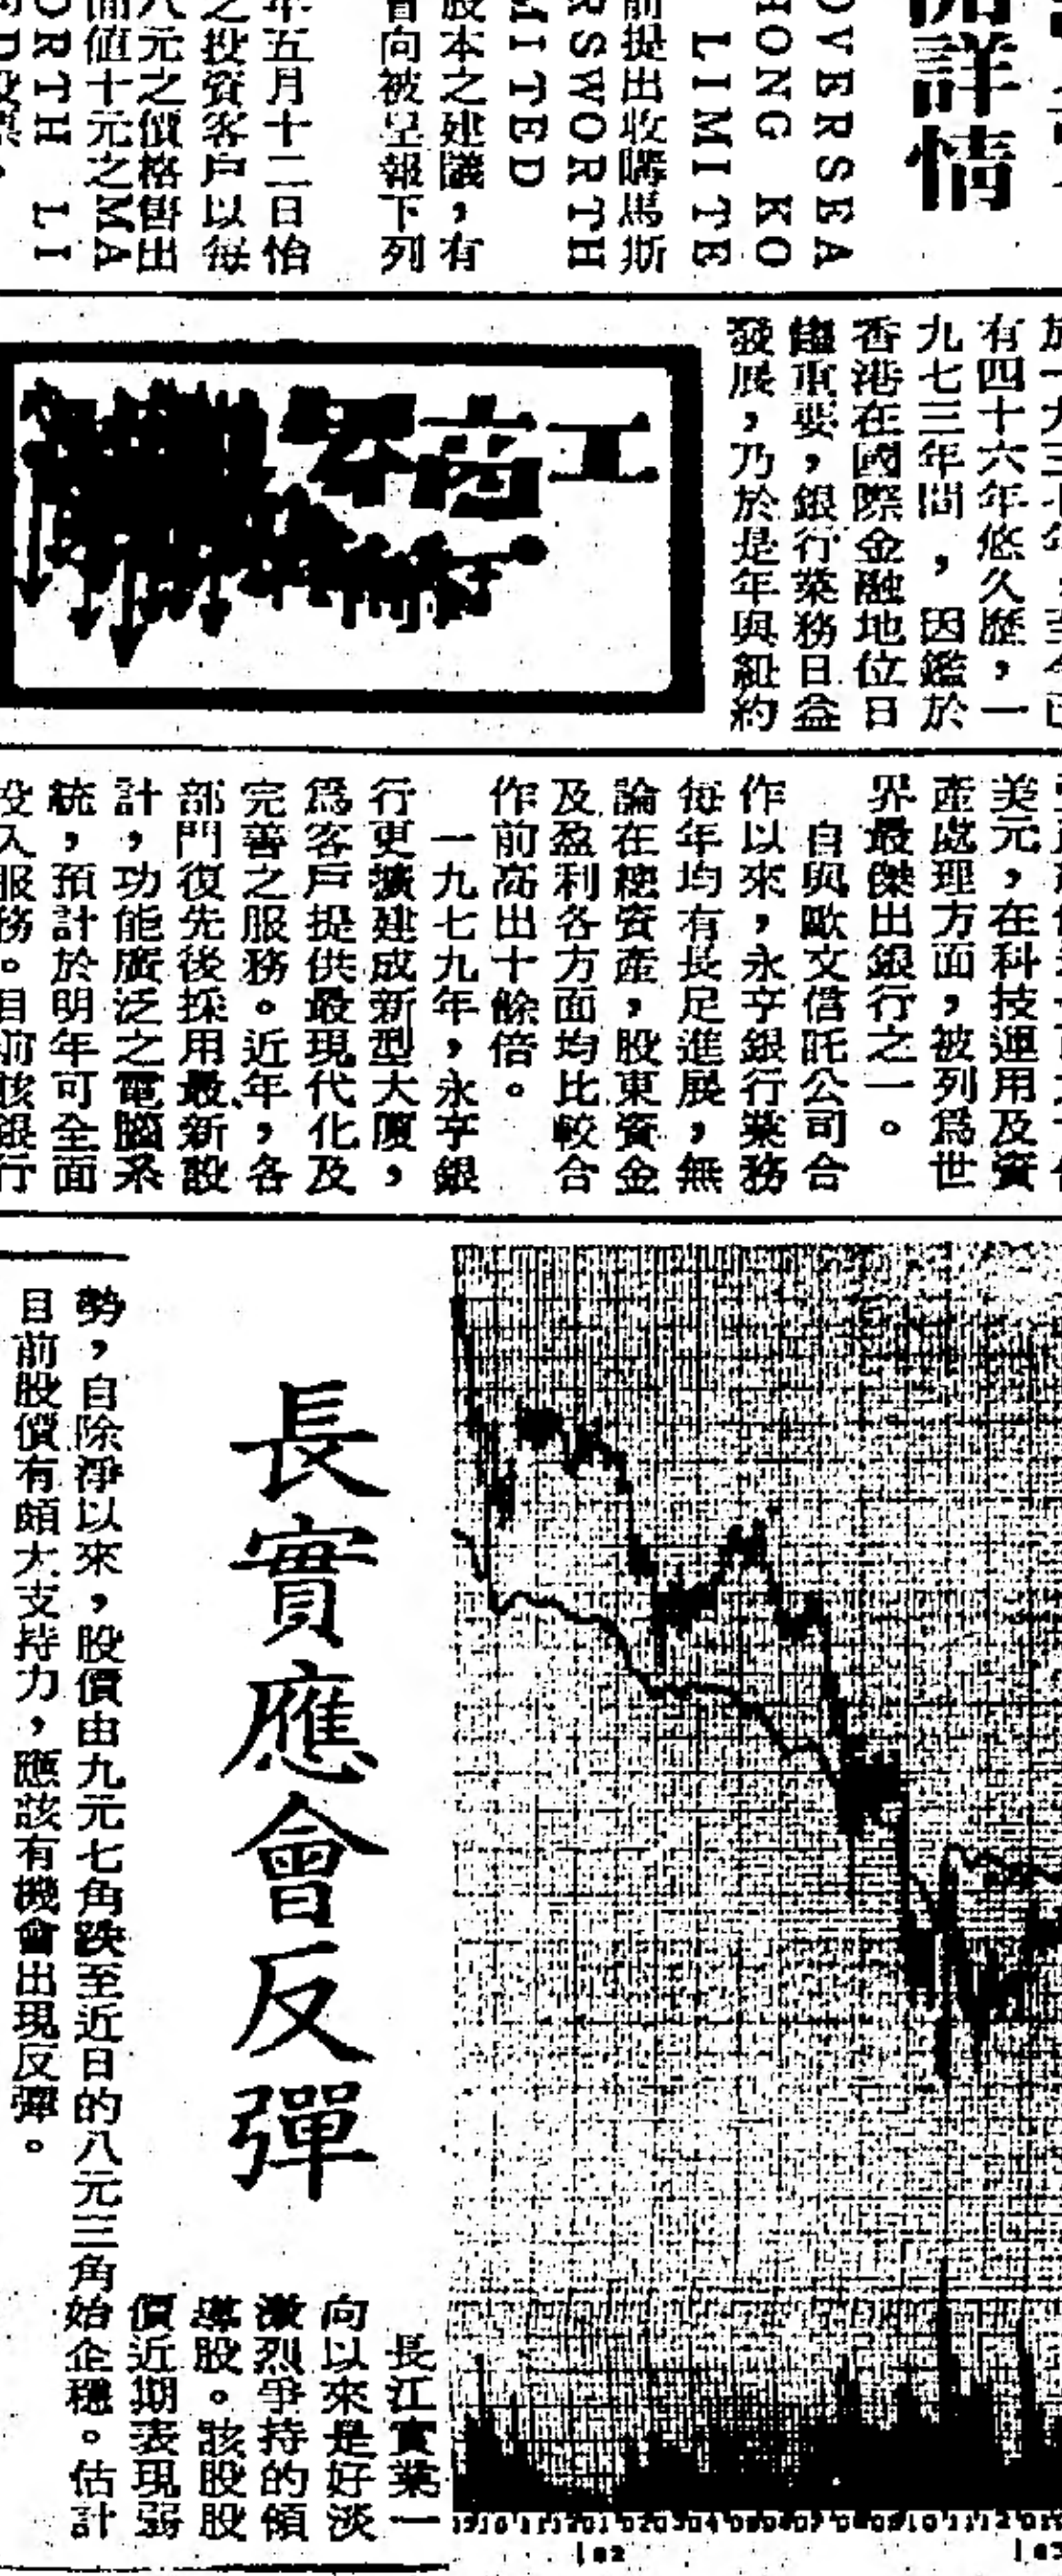 詳情
OVERSEA
HONG KO
LIMITE
前提出收購馬斯
RSWORTH
MITED
股本之建議，有
會向被呈報下列
年五月十二日怡
之投資客戶以每
八元之價格售出
面值十元之MA
ORTH LI
有四十六年悠久歷，一
九七三年間，因鑑於
香港在國際金融地位日
趨重要，銀行業務日益
發展，乃於是年與紐約
工商
美元，在科技運用及資
產處理方面，被列爲世
界最傑出銀行之一。
自與歐文信託公司合
作以來，永亨銀行業務
每年均有長足進展，無
論在總資產，股東資金
及盈利各方面均比較合
作前高出十餘倍。
一九七九年，永亨銀
行更擴建成新型大廈，
爲客戶提供最現代化及
完善之服務。近年，各
部門復先後採用最新設
計，功能廣泛之電腦系
統，預計於明年可全面
投入服務。目前該銀行
長實應會反彈
長江實業一
向以來是好淡
激烈爭持的領
導股。該股股
價近期表現弱
勢，自除淨以來，股價由九元七角跌至近日的八元三角始企穩。估計
目前股價有頗大支持力，應該有機會出現反彈。